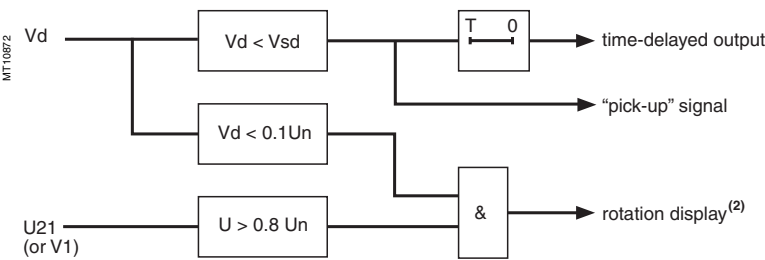 MT10872
Vd
Vd < Vsd
T 0
time-delayed output
“pick-up” signal
Vd < 0.1Un
U21
(or V1)
U > 0.8 Un
&
rotation display(2)